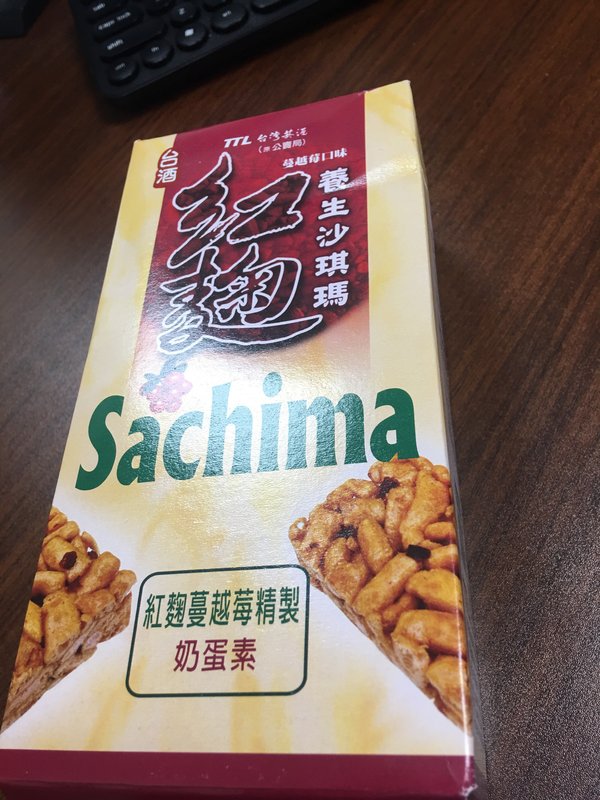 TTL 台灣菸酒
(原公賣局)
台酒
蔓越莓口味
紅麴
養生沙琪瑪
Sachima
紅麴蔓越莓精製
奶蛋素